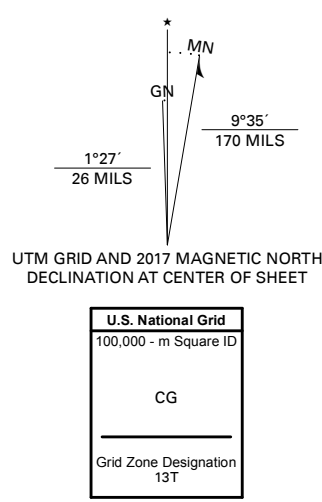 ★
MN
GN
9°35´
170 MILS
1°27´
26 MILS
UTM GRID AND 2017 MAGNETIC NORTH
DECLINATION AT CENTER OF SHEET
U.S. National Grid
100,000 - m Square ID
CG
Grid Zone Designation
13T